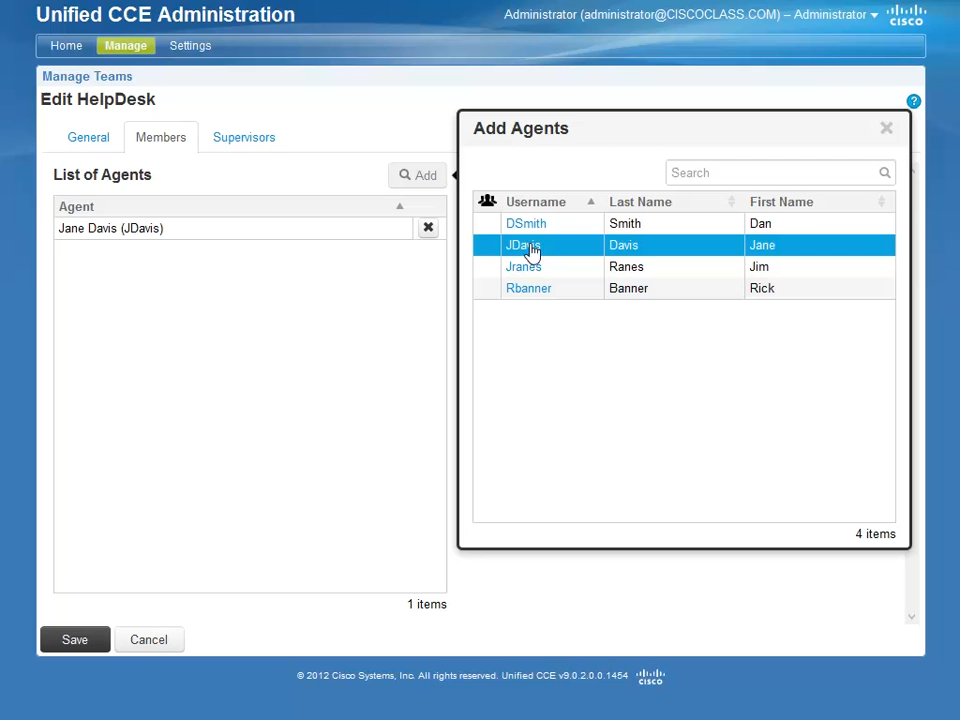 Unified CCE Administration
Administrator (administrator@CISCOCLASS.COM) – Administrator
cisco
Home Manage Settings
Manage Teams
Edit HelpDesk
General Members Supervisors
List of Agents
Add
Agent
Jane Davis (JDavis)
1 items
Add Agents
Search
Username Last Name First Name
DSmith Smith Dan
JDavis Davis Jane
Jranes Ranes Jim
Rbanner Banner Rick
4 items
Save Cancel
© 2012 Cisco Systems, Inc. All rights reserved. Unified CCE v9.0.2.0.0.1454
cisco